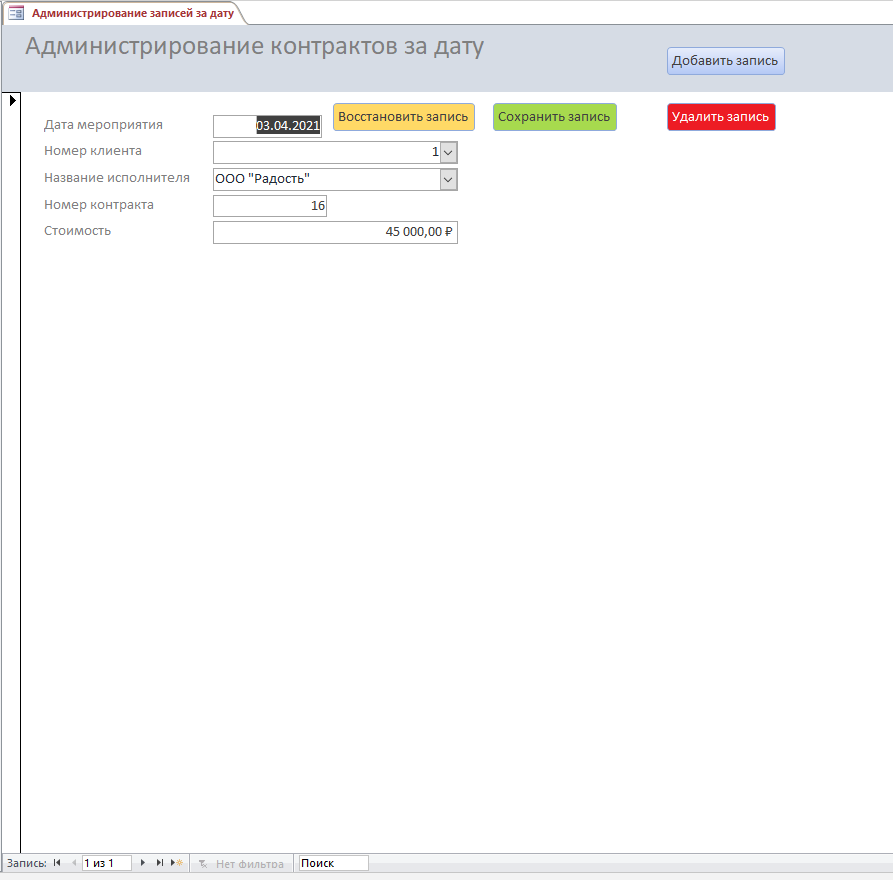 Администрирование записей за дату
Администрирование контрактов за дату
Добавить запись
Дата мероприятия 03.04.2021 Восстановить запись Сохранить запись Удалить запись
Номер клиента 1
Название исполнителя ООО "Радость"
Номер контракта 16
Стоимость 45 000,00 ₽
Запись: 1 из 1 Нет фильтра Поиск